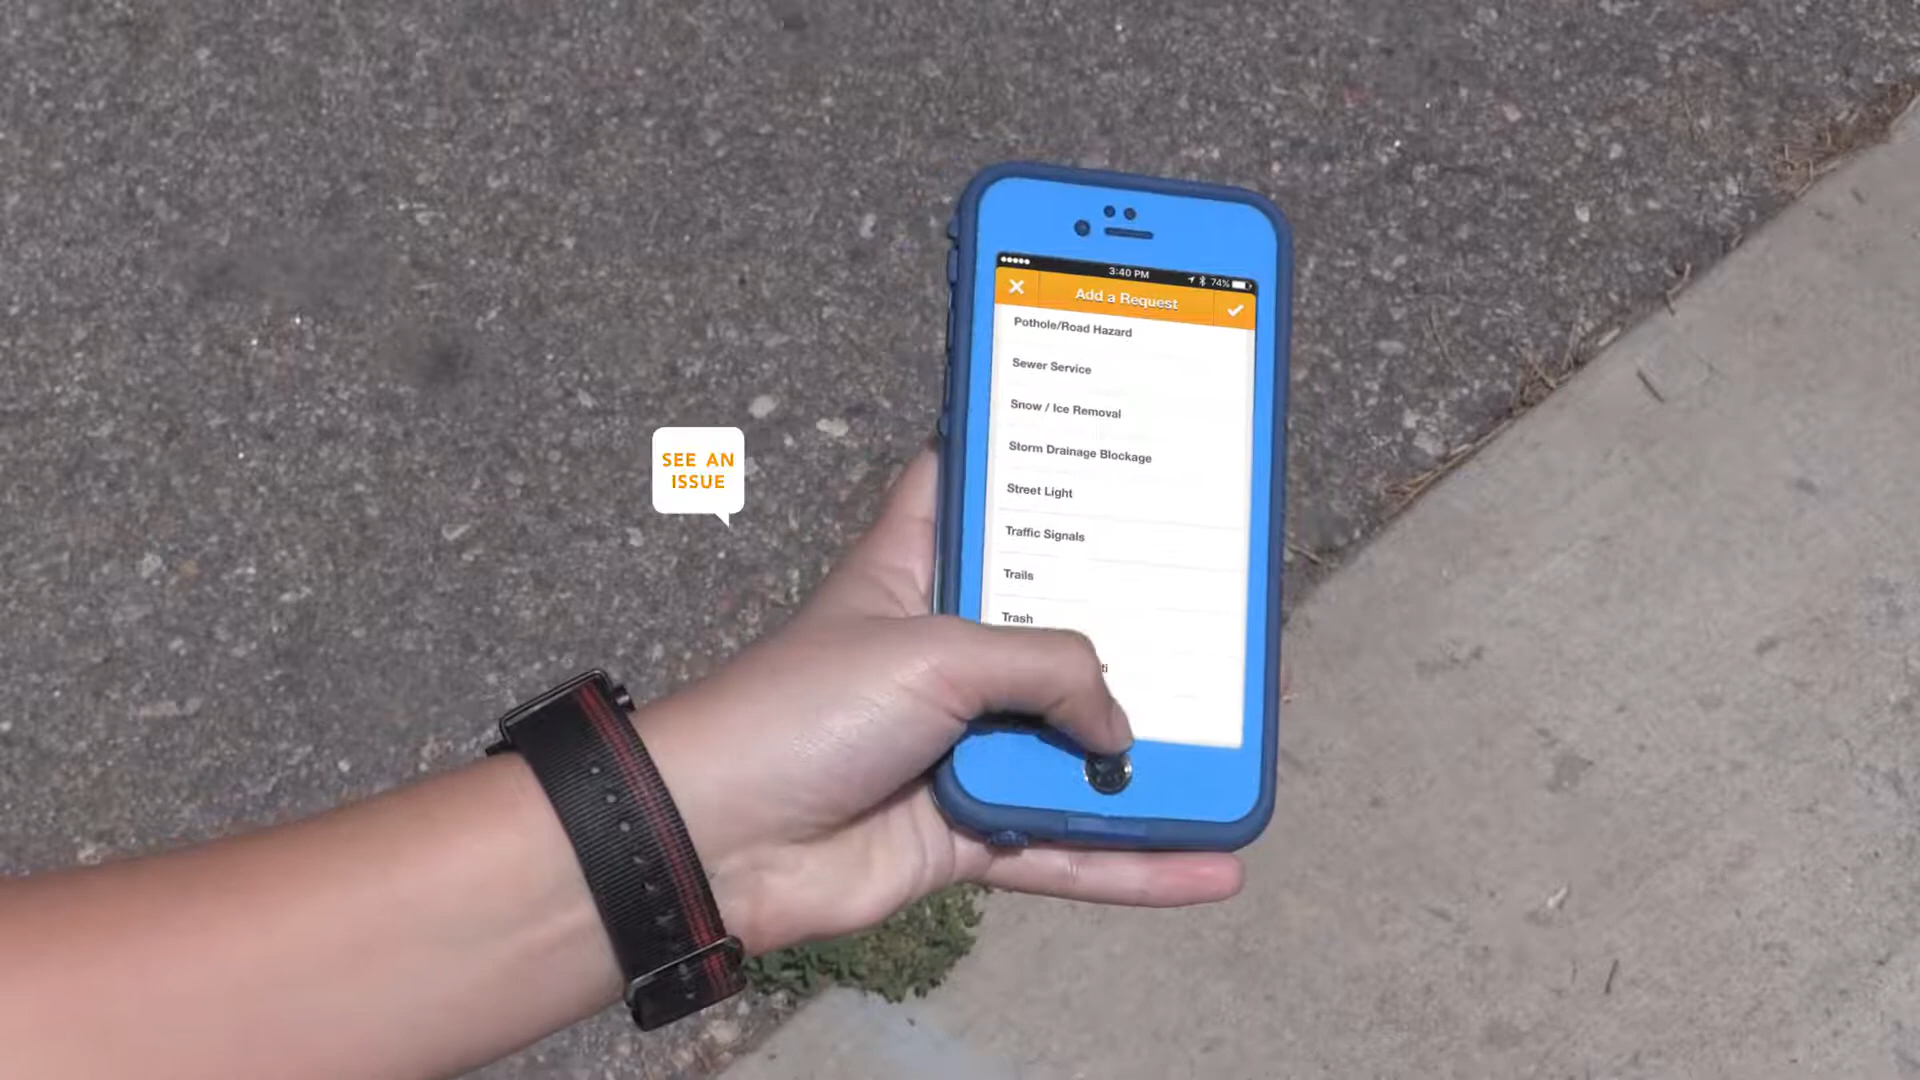 3:40 PM
74%
Add a Request
Pothole/Road Hazard
Sewer Service
Snow / Ice Removal
Storm Drainage Blockage
SEE AN
ISSUE
Street Light
Traffic Signals
Trails
Trash